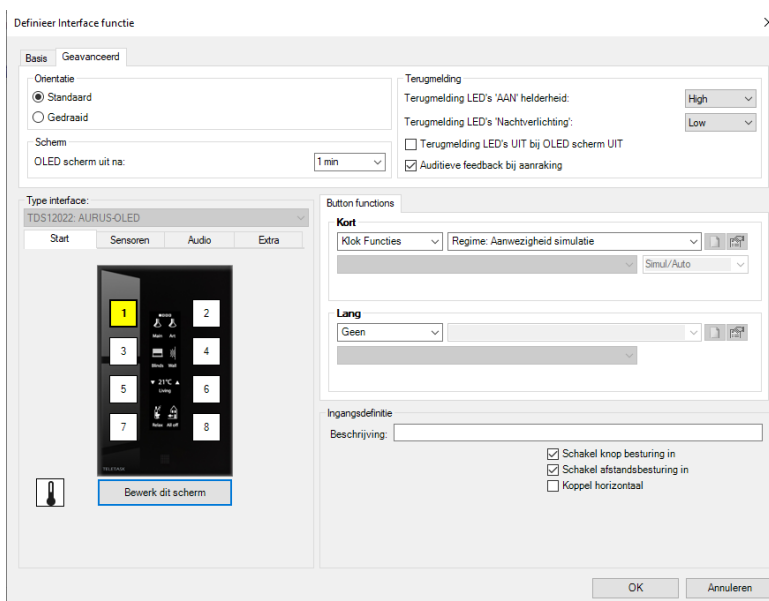 Definieer Interface functie
Basis
Geavanceerd
Orientatie
Standaard
Gedraaid
Scherm
OLED scherm uit na:
1 min
Terugmelding
Terugmelding LED's 'AAN' helderheid:
High
Terugmelding LED's 'Nachtverlichting':
Low
Terugmelding LED's UIT bij OLED scherm UIT
Auditieve feedback bij aanraking
Type interface:
TDS12022: AURUS-OLED
Start
Sensoren
Audio
Extra
1
2
3
4
5
6
7
8
Main Art
Blinds Wall
21°C
Living
Relax All off
TELETASK
Bewerk dit scherm
Button functions
Kort
Klok Functies
Regime: Aanwezigheid simulatie
Simul/Auto
Lang
Geen
Ingangsdefinitie
Beschrijving:
Schakel knop besturing in
Schakel afstandsbesturing in
Koppel horizontaal
OK
Annuleren